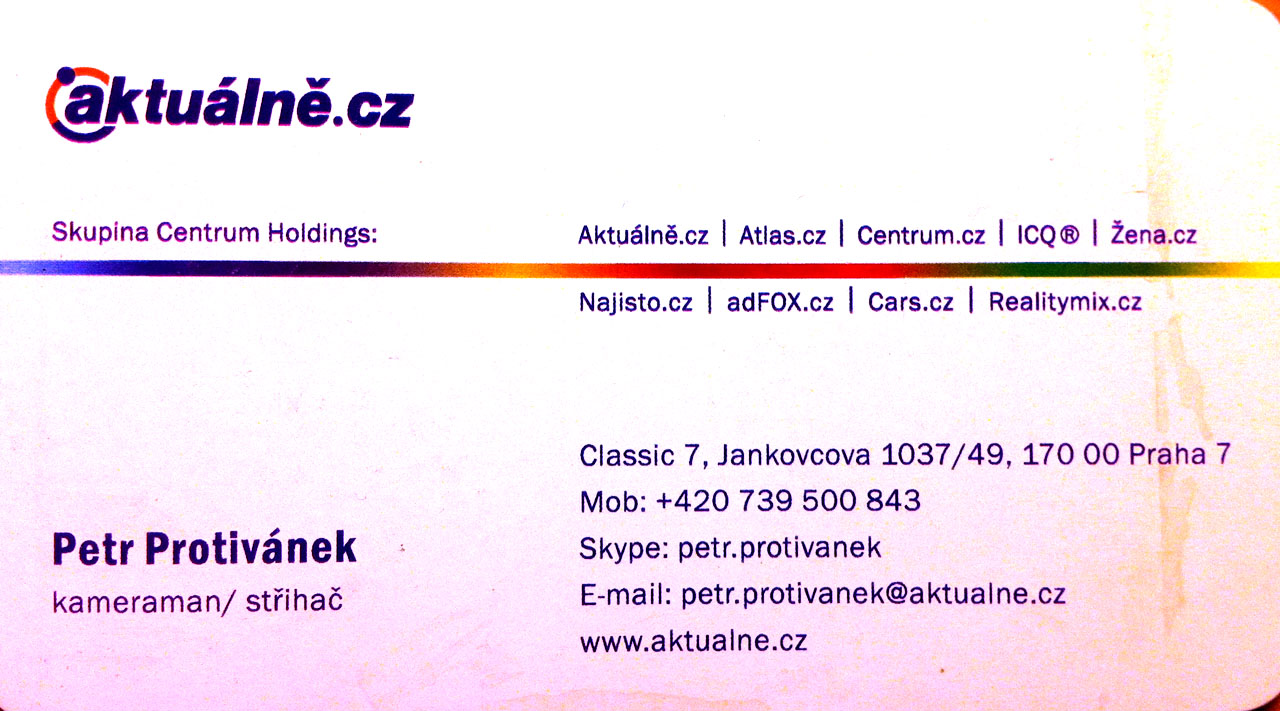 aktuálně.cz
Skupina Centrum Holdings:
Aktuálně.cz | Atlas.cz | Centrum.cz | ICQ® | Žena.cz
Najisto.cz | adFOX.cz | Cars.cz | Realitymix.cz
Petr Protivánek
kameraman/ střihač
Classic 7, Jankovcova 1037/49, 170 00 Praha 7
Mob: +420 739 500 843
Skype: petr.protivanek
E-mail: petr.protivanek@aktualne.cz
www.aktualne.cz